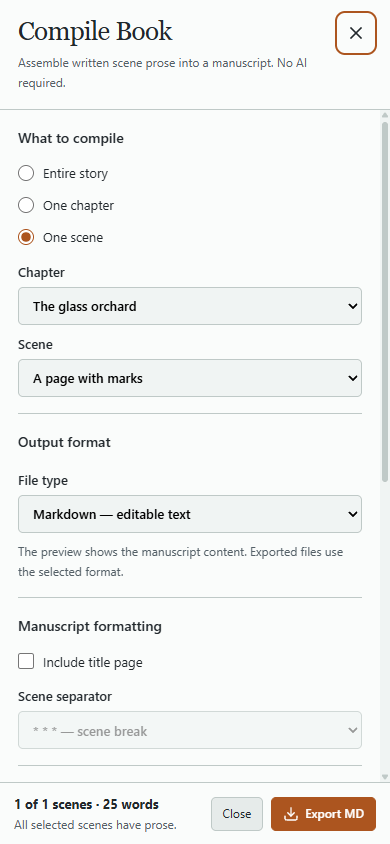 Compile Book
Assemble written scene prose into a manuscript. No AI
required.
What to compile
Entire story
One chapter
One scene
Chapter
The glass orchard
Scene
A page with marks
Output format
File type
Markdown — editable text
The preview shows the manuscript content. Exported files use
the selected format.
Manuscript formatting
Include title page
Scene separator
* * * — scene break
1 of 1 scenes · 25 words
All selected scenes have prose.
Close
Export MD